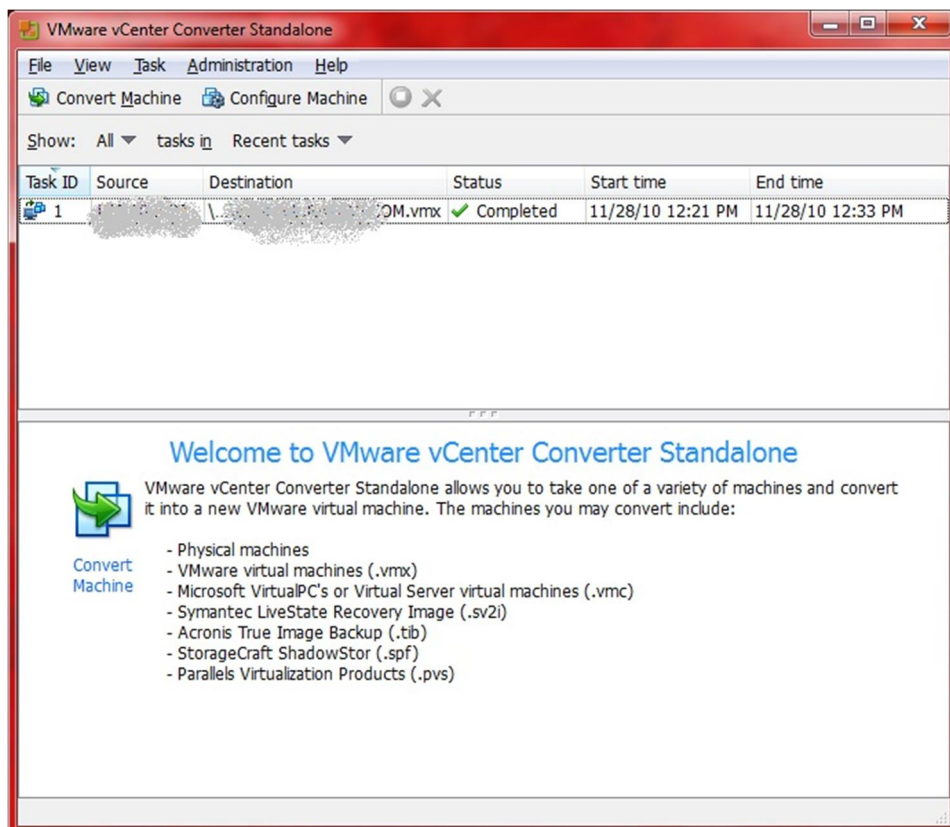 VMware vCenter Converter Standalone
File View Task Administration Help
Convert Machine Configure Machine
Show: All tasks in Recent tasks
Task ID Source Destination Status Start time End time
1 \... OM.vmx Completed 11/28/10 12:21 PM 11/28/10 12:33 PM
Welcome to VMware vCenter Converter Standalone
VMware vCenter Converter Standalone allows you to take one of a variety of machines and convert
it into a new VMware virtual machine. The machines you may convert include:
- Physical machines
- VMware virtual machines (.vmx)
- Microsoft VirtualPC's or Virtual Server virtual machines (.vmc)
- Symantec LiveState Recovery Image (.sv2i)
- Acronis True Image Backup (.tib)
- StorageCraft ShadowStor (.spf)
- Parallels Virtualization Products (.pvs)
Convert
Machine